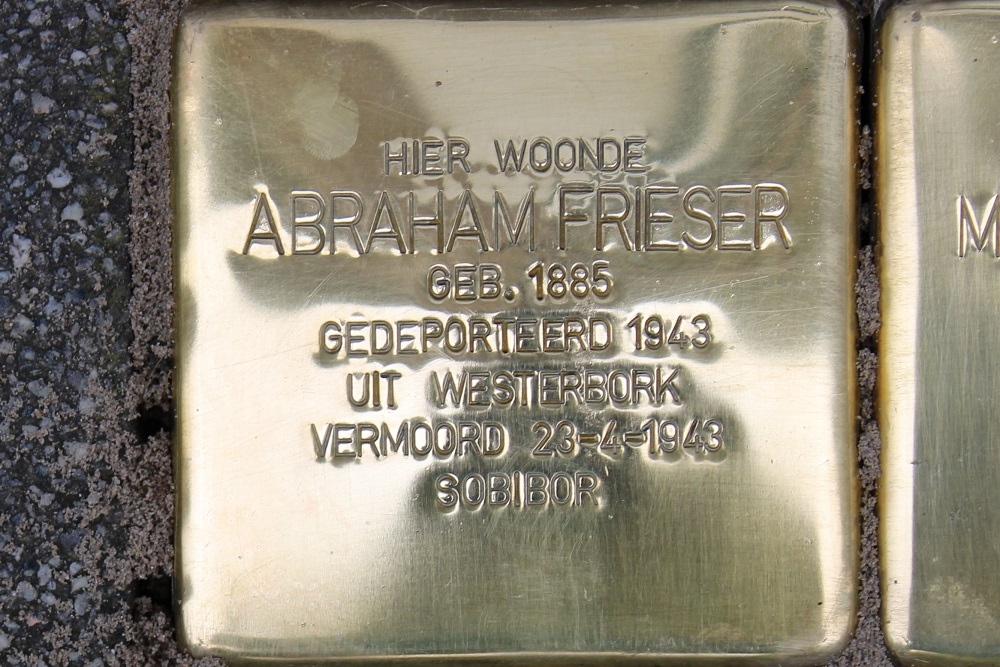 HIER WOONDE
ABRAHAM FRIESER
GEB. 1885
GEDEPORTEERD 1943
UIT WESTERBORK
VERMOORD 23-4-1943
SOBIBOR